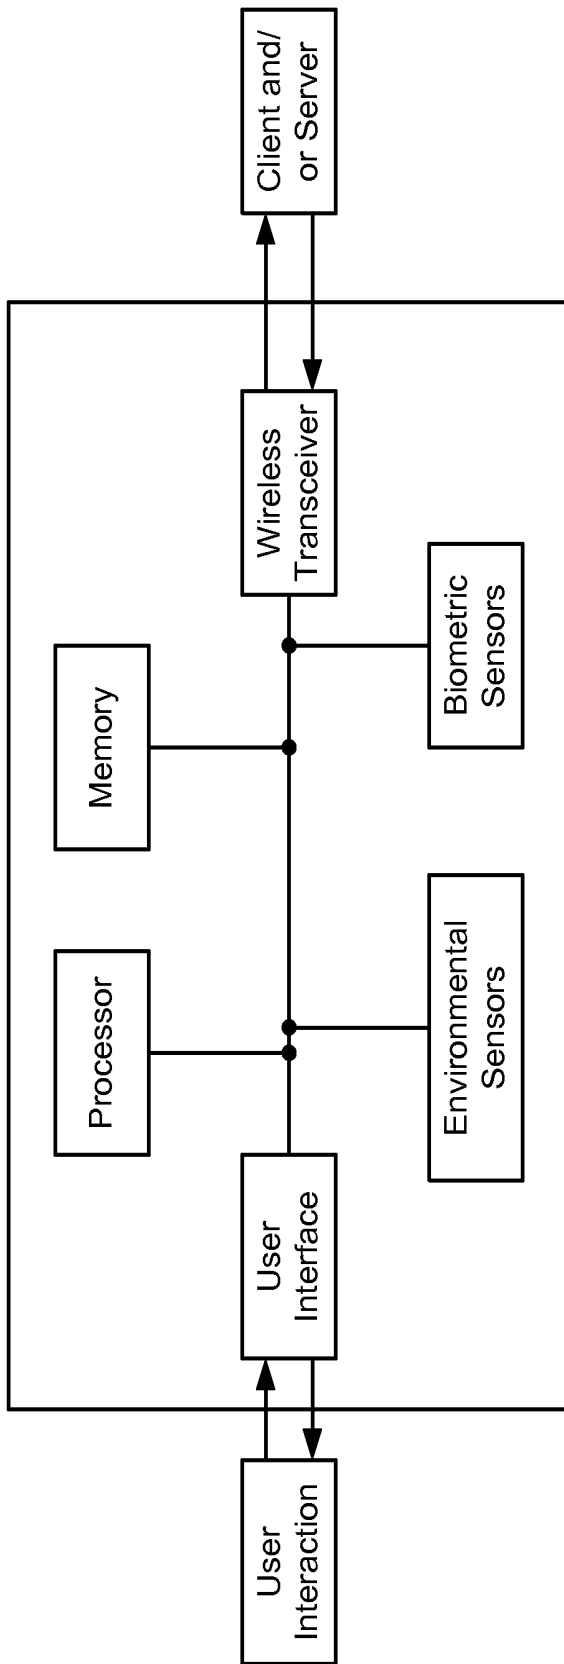 Processor
Memory
User
Interaction
User
Interface
Wireless
Transceiver
Client and/
or Server
Environmental
Sensors
Biometric
Sensors